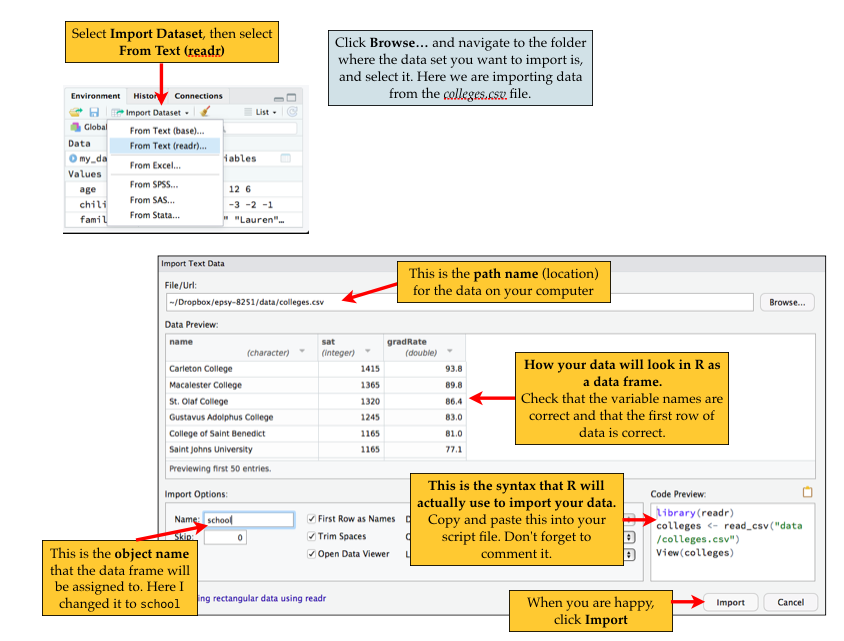 Select Import Dataset, then select
From Text (readr)
Click Browse... and navigate to the folder
where the data set you want to import is,
and select it. Here we are importing data
from the colleges.csv file.
Environment Histo Connections
Import Dataset List
Global
From Text (base)...
From Text (readr)...
From Excel...
From SPSS...
From SAS...
From Stata...
Data
my_da iables
Values
age 12 6
chil -3 -2 -1
famil " "Lauren"…
Import Text Data
File/Url:
~/Dropbox/epsy-8251/data/colleges.csv
Browse...
This is the path name (location)
for the data on your computer
Data Preview:
name sat gradRate
(character) (integer) (double)
Carleton College 1415 93.8
Macalester College 1365 89.8
St. Olaf College 1320 86.4
Gustavus Adolphus College 1245 83.0
College of Saint Benedict 1165 81.0
Saint Johns University 1165 77.1
Previewing first 50 entries.
How your data will look in R as
a data frame.
Check that the variable names are
correct and that the first row of
data is correct.
Import Options:
Name: school
Skip: 0
First Row as Names D
Trim Spaces
Open Data Viewer L
This is the syntax that R will
actually use to import your data.
Copy and paste this into your
script file. Don't forget to
comment it.
Code Preview:
library(readr)
colleges <- read_csv("data
/colleges.csv")
View(colleges)
This is the object name
that the data frame will
be assigned to. Here I
changed it to school
ing rectangular data using readr
When you are happy,
click Import
Import Cancel